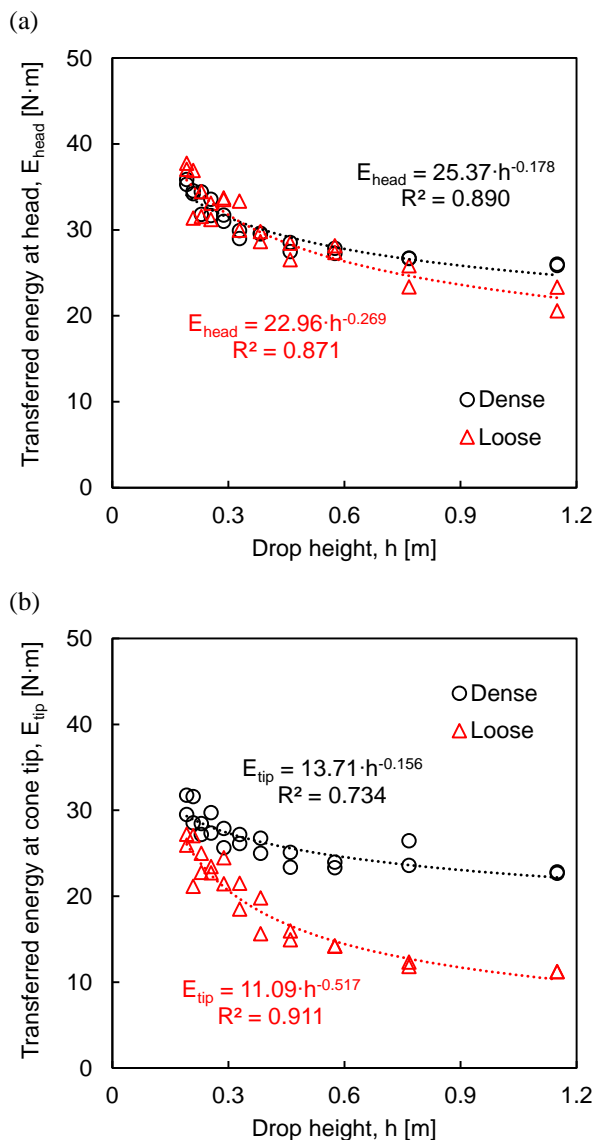 (a)
Transferred energy at head, E_head [N·m]
50
40
30
20
10
0
E_head = 25.37·h^-0.178
R² = 0.890
E_head = 22.96·h^-0.269
R² = 0.871
Dense
Loose
0 0.3 0.6 0.9 1.2
Drop height, h [m]
(b)
Transferred energy at cone tip, E_tip [N·m]
50
40
30
20
10
0
Dense
Loose
E_tip = 13.71·h^-0.156
R² = 0.734
E_tip = 11.09·h^-0.517
R² = 0.911
0 0.3 0.6 0.9 1.2
Drop height, h [m]